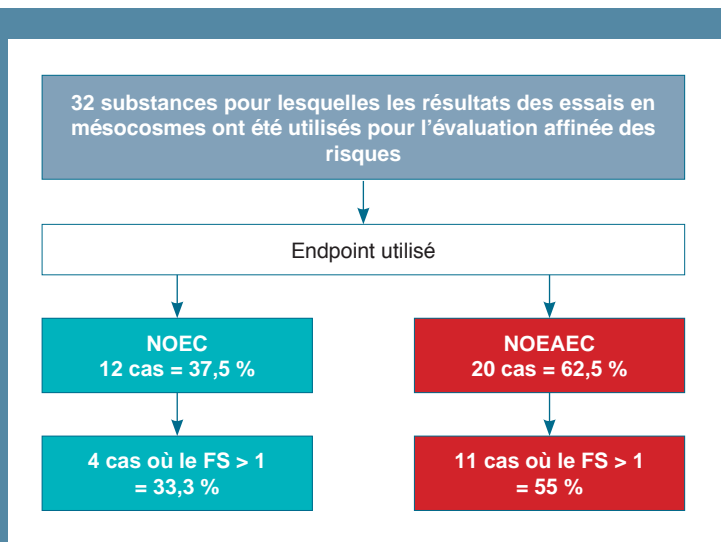 32 substances pour lesquelles les résultats des essais en
mésocosmes ont été utilisés pour l'évaluation affinée des
risques
Endpoint utilisé
NOEC
12 cas = 37,5 %
NOEAEC
20 cas = 62,5 %
4 cas où le FS > 1
= 33,3 %
11 cas où le FS > 1
= 55 %